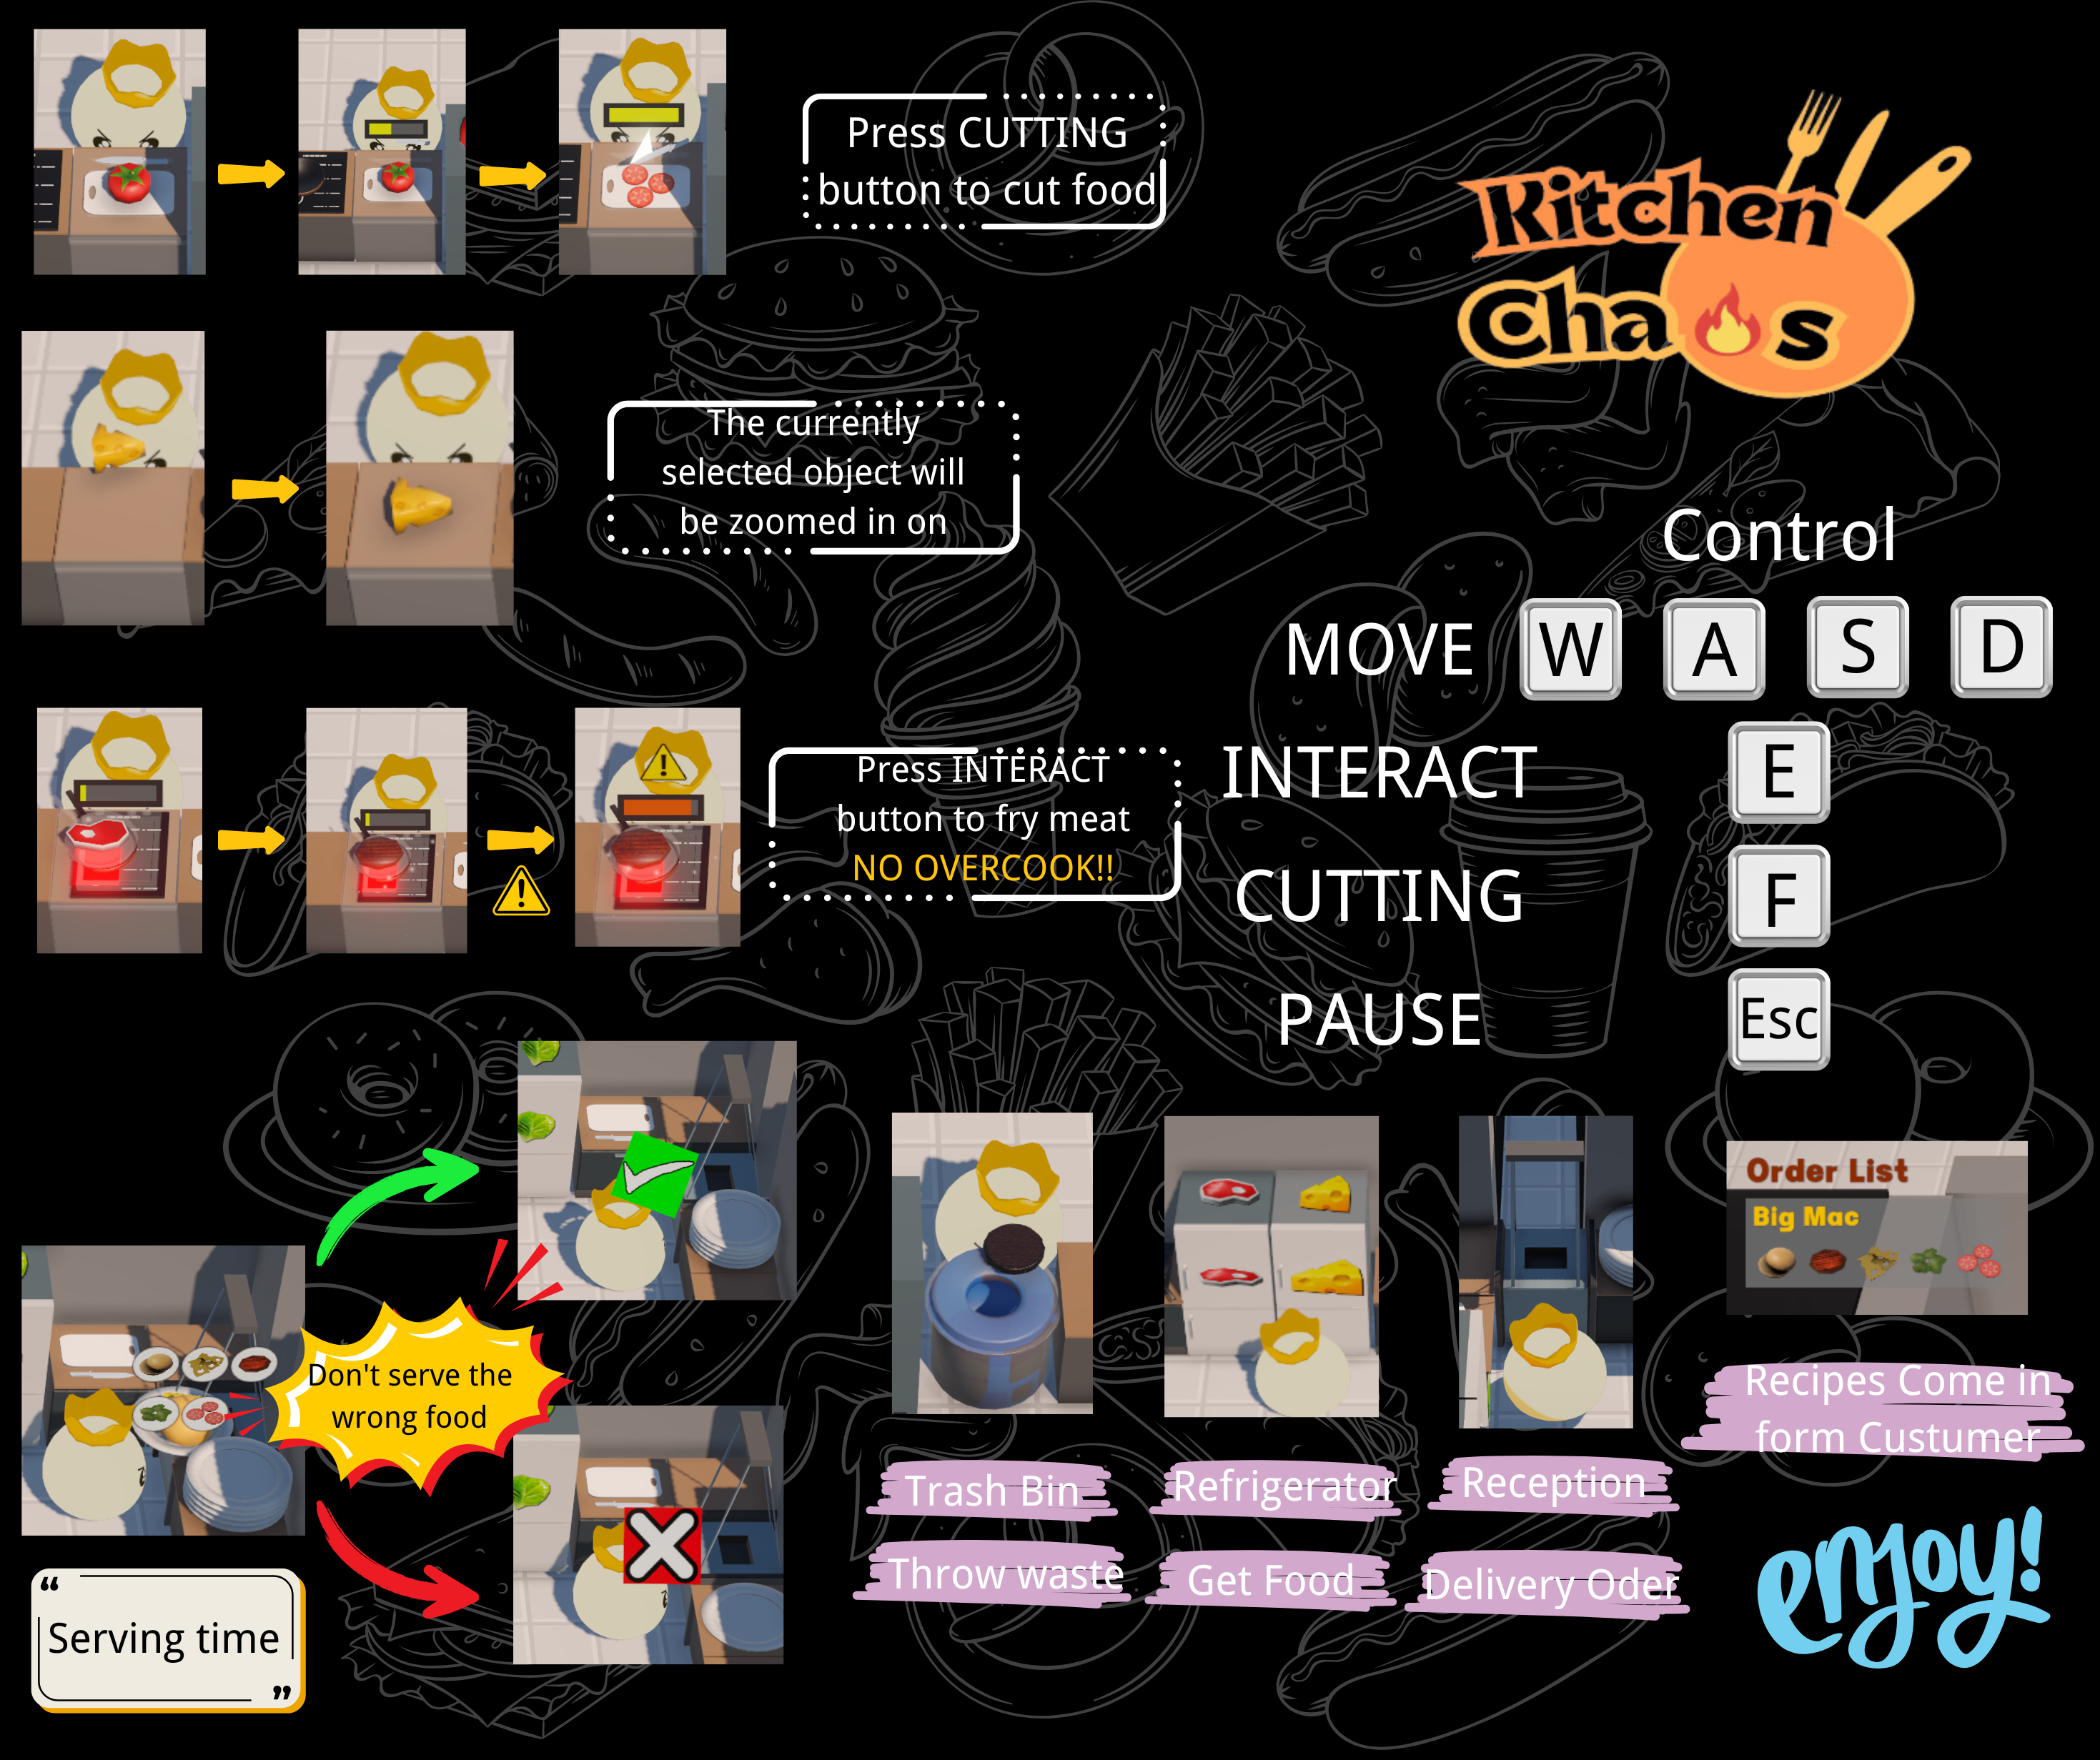 Press CUTTING
button to cut food
Kitchen
Chaos
The currently
selected object will
be zoomed in on
Control
MOVE W A S D
Press INTERACT
button to fry meat
NO OVERCOOK!!
INTERACT E
CUTTING F
PAUSE Esc
Don't serve the
wrong food
“
Serving time
”
Order List
Big Mac
Trash Bin
Throw waste
Refrigerator
Get Food
Reception
Delivery Oder
Recipes Come in
form Custumer
enjoy!